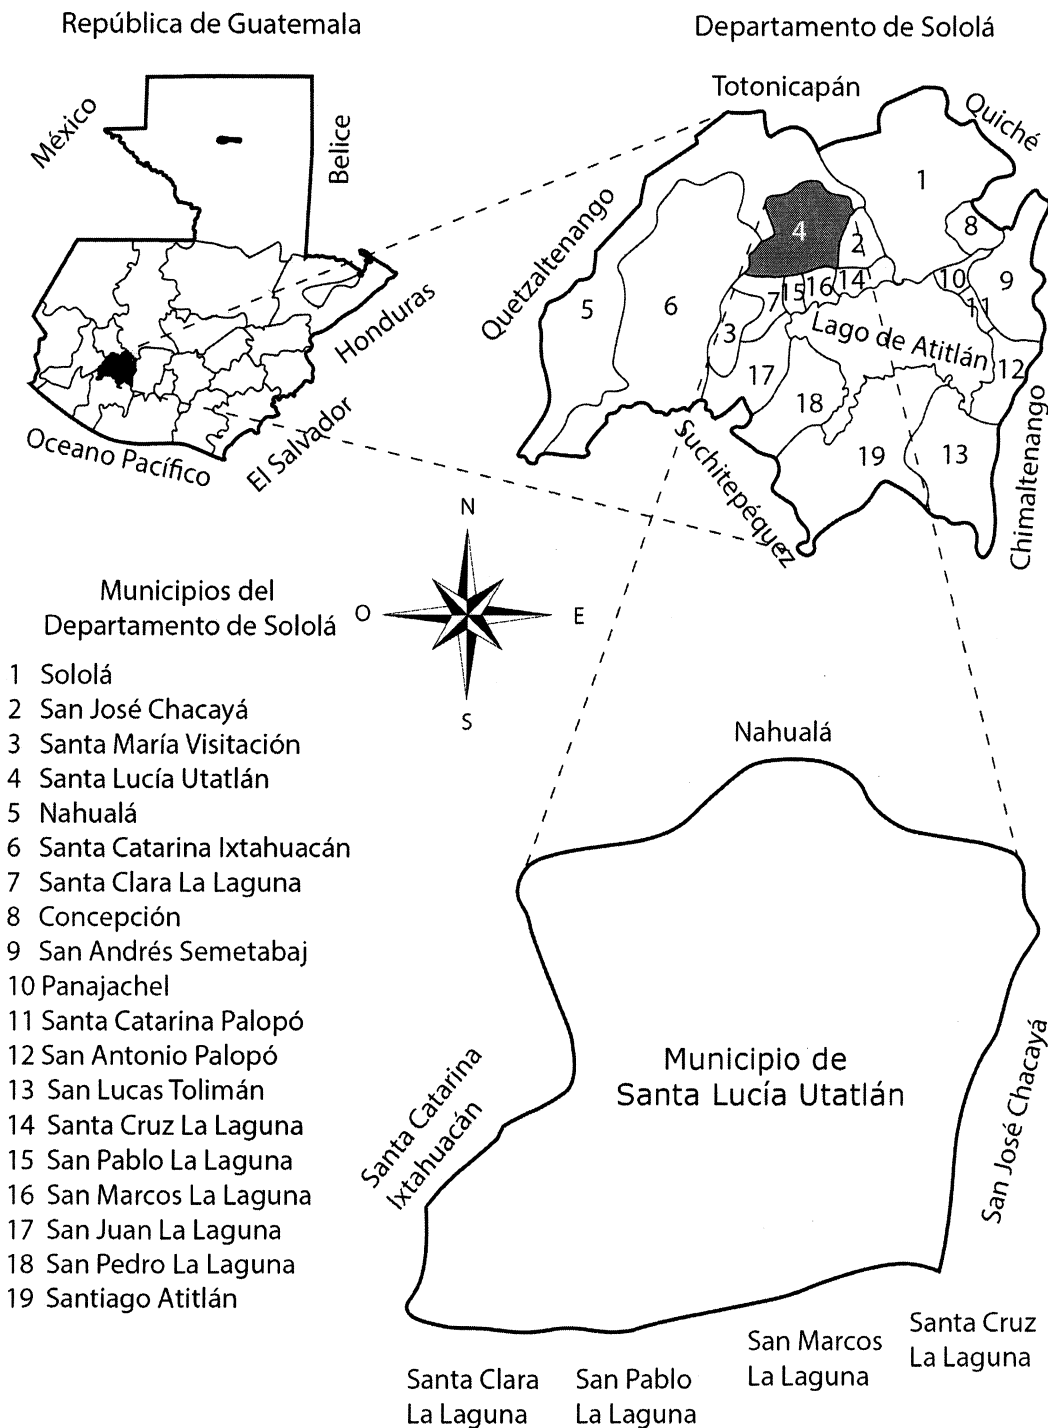 República de Guatemala
México
Belice
Honduras
El Salvador
Oceano Pacífico
Departamento de Sololá
Totonicapán
Quiché
Quetzaltenango
Suchitepéquez
Chimaltenango
1
8
4
2
5
6
10
9
7
15
16
14
11
3
Lago de Atitlán
17
12
18
19
13
N
O
E
S
Municipios del
Departamento de Sololá
1 Sololá
2 San José Chacayá
3 Santa María Visitación
4 Santa Lucía Utatlán
5 Nahualá
6 Santa Catarina Ixtahuacán
7 Santa Clara La Laguna
8 Concepción
9 San Andrés Semetabaj
10 Panajachel
11 Santa Catarina Palopó
12 San Antonio Palopó
13 San Lucas Tolimán
14 Santa Cruz La Laguna
15 San Pablo La Laguna
16 San Marcos La Laguna
17 San Juan La Laguna
18 San Pedro La Laguna
19 Santiago Atitlán
Nahualá
Santa Catarina
Ixtahuacán
Municipio de
Santa Lucía Utatlán
San José Chacayá
Santa Clara
La Laguna
San Pablo
La Laguna
San Marcos
La Laguna
Santa Cruz
La Laguna